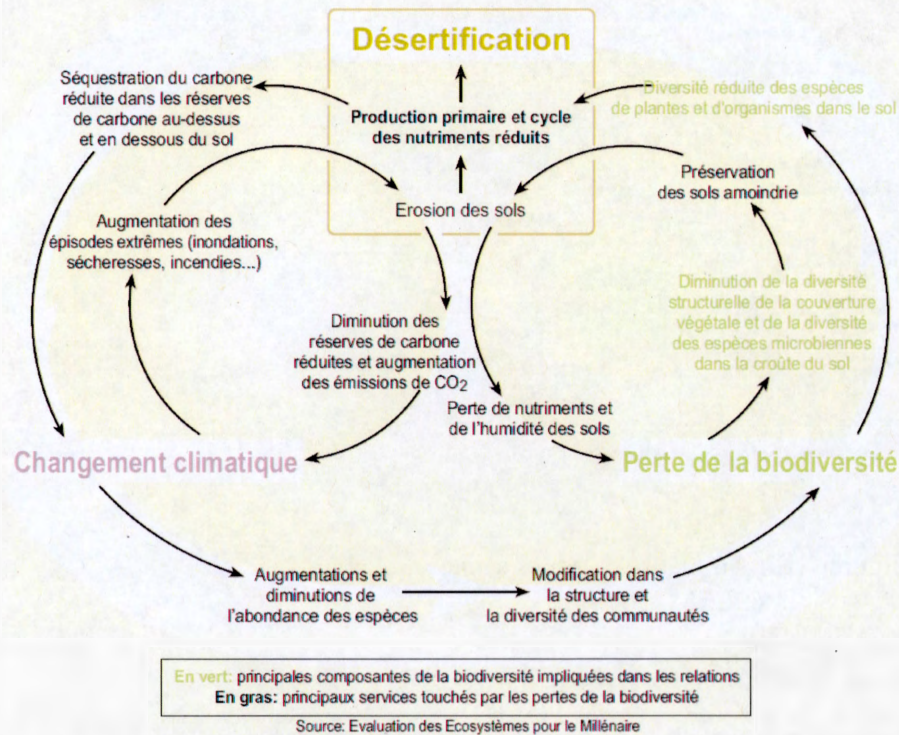 Désertification
Séquestration du carbone
réduite dans les réserves
de carbone au-dessus
et en dessous du sol
Production primaire et cycle
des nutriments réduits
Diversité réduite des espèces
de plantes et d'organismes dans le sol
Préservation
des sols amoindrie
Erosion des sols
Augmentation des
épisodes extrêmes (inondations,
sécheresses, incendies...)
Diminution de la diversité
structurelle de la couverture
végétale et de la diversité
des espèces microbiennes
dans la croûte du sol
Diminution des
réserves de carbone
réduites et augmentation
des émissions de CO2
Perte de nutriments et
de l'humidité des sols
Changement climatique
Perte de la biodiversité
Augmentations et
diminutions de
l'abondance des espèces
Modification dans
la structure et
la diversité des communautés
En vert: principales composantes de la biodiversité impliquées dans les relations
En gras: principaux services touchés par les pertes de la biodiversité
Source: Evaluation des Ecosystèmes pour le Millénaire